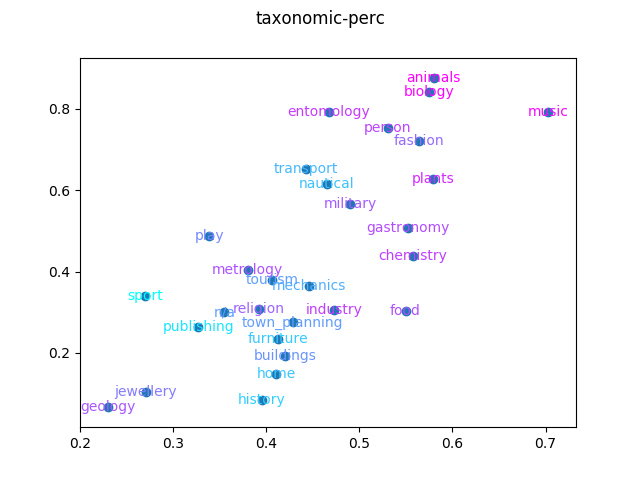 taxonomic-perc
animals
biology
entomology
music
person
fashion
transport
nautical
plants
military
gastronomy
play
chemistry
metrology
tourism
mechanics
sport
n/a
religion
industry
food
publishing
town_planning
furniture
buildings
home
jewellery
history
geology
0.8
0.6
0.4
0.2
0.2
0.3
0.4
0.5
0.6
0.7